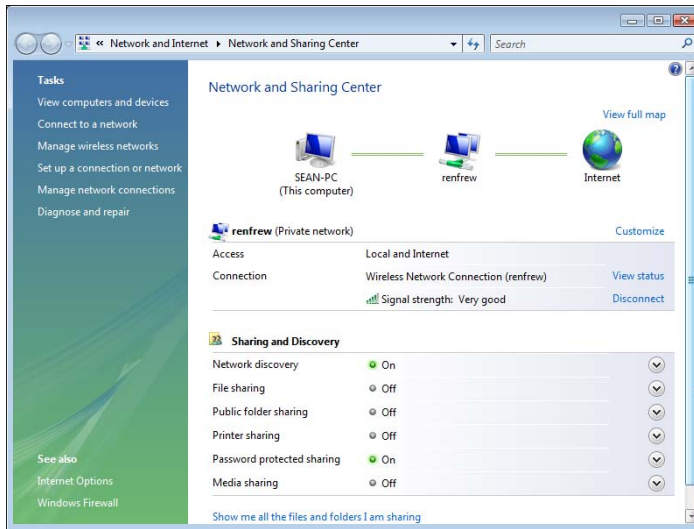 « Network and Internet ▸ Network and Sharing Center
Search
Tasks
View computers and devices
Connect to a network
Manage wireless networks
Set up a connection or network
Manage network connections
Diagnose and repair
See also
Internet Options
Windows Firewall
Network and Sharing Center
View full map
SEAN-PC
(This computer)
renfrew
Internet
renfrew (Private network)
Customize
Access Local and Internet
Connection Wireless Network Connection (renfrew) View status
Signal strength: Very good Disconnect
Sharing and Discovery
Network discovery On
File sharing Off
Public folder sharing Off
Printer sharing Off
Password protected sharing On
Media sharing Off
Show me all the files and folders I am sharing